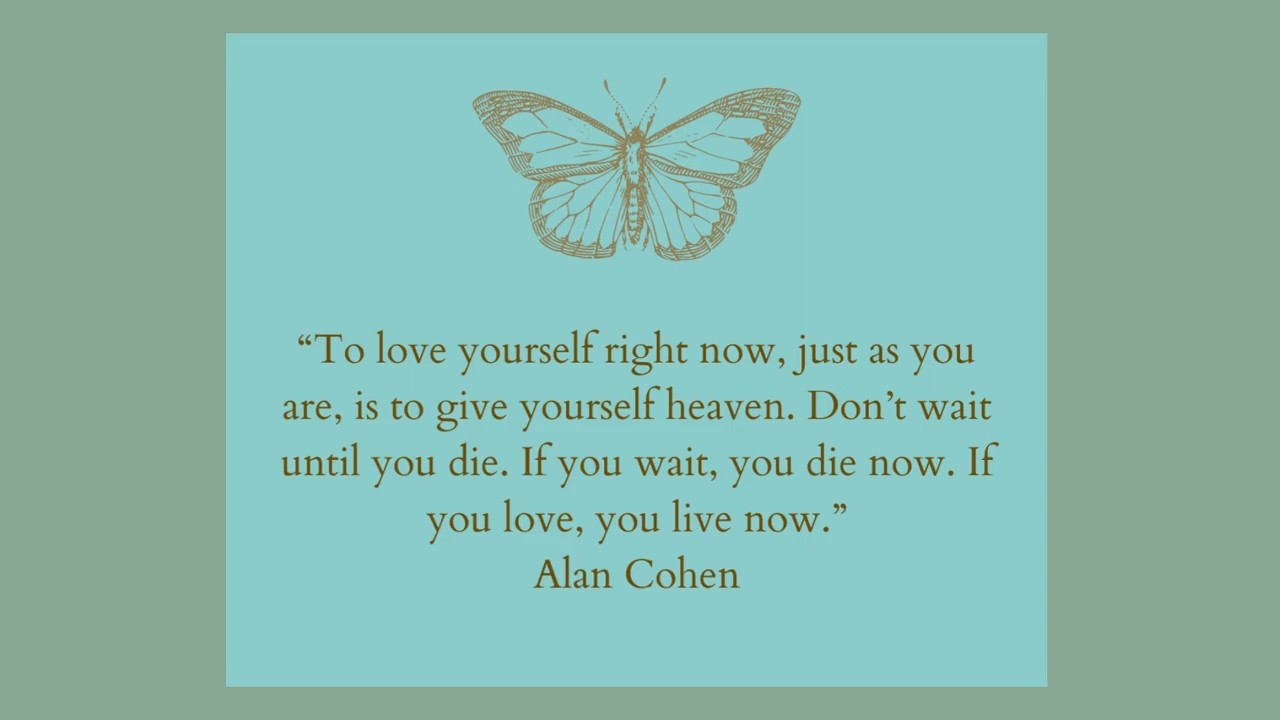 “To love yourself right now, just as you
are, is to give yourself heaven. Don’t wait
until you die. If you wait, you die now. If
you love, you live now.”
Alan Cohen